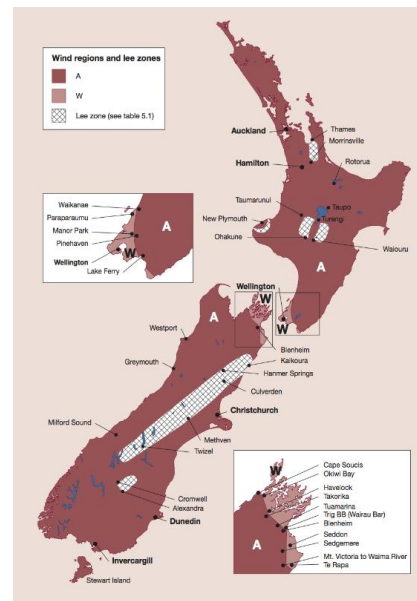 Wind regions and lee zones
A
W
Lee zone (see table 5.1)
Auckland
Thames
Morrinsville
Hamilton
Rotorua
Taumarunui
Taupo
New Plymouth
Turangi
Ohakune
Waiouru
A
Waikanae
Paraparaumu
Manor Park
Pinehaven
Wellington
Lake Ferry
A
W
Wellington
W
W
A
Westport
Blenheim
Kaikoura
Greymouth
Hanmer Springs
Culverden
Christchurch
Milford Sound
Methven
Twizel
Cromwell
Alexandra
Dunedin
Invercargill
Stewart Island
W
Cape Soucis
Okiwi Bay
Havelock
Takorika
Tuamarina
Trig BB (Wairau Bar)
Blenheim
Seddon
Sedgemere
Mt. Victoria to Waima River
Te Rapa
A